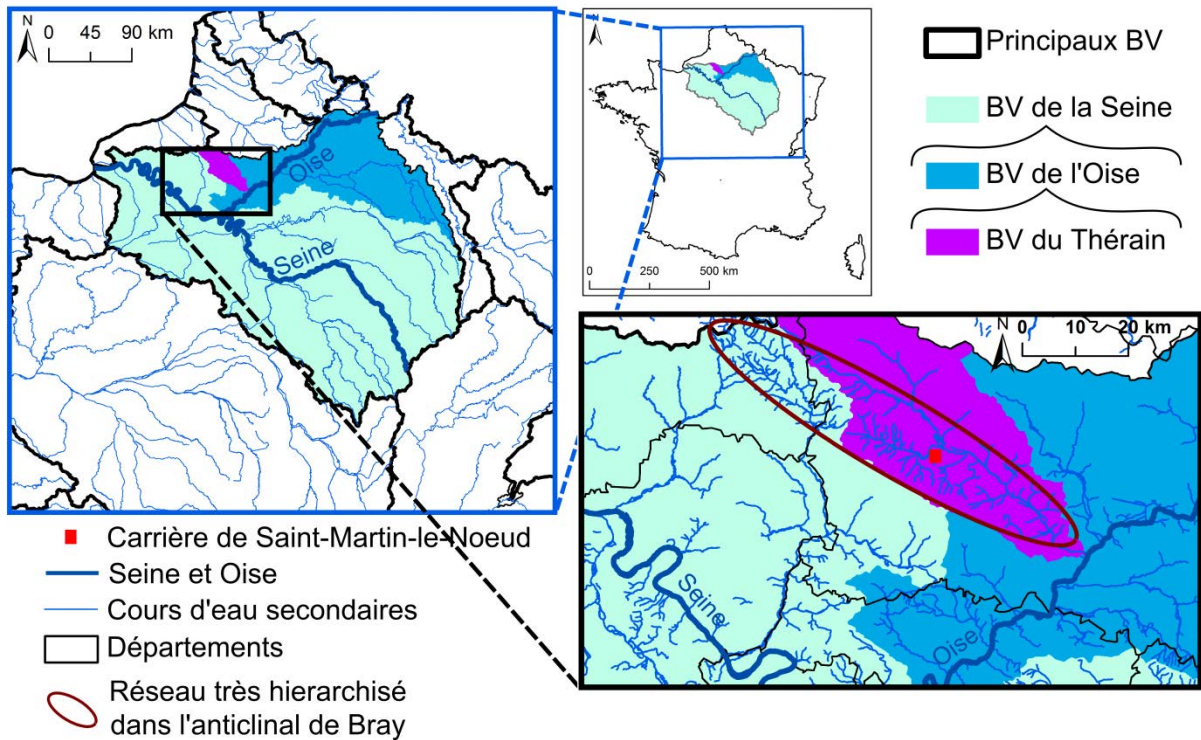 N
0 45 90 km
Oise
Seine
N
0 250 500 km
Principaux BV
BV de la Seine
BV de l'Oise
BV du Thérain
N
0 10 20 km
Seine
Oise
Carrière de Saint-Martin-le-Noeud
Seine et Oise
Cours d'eau secondaires
Départements
Réseau très hierarchisé
dans l'anticlinal de Bray